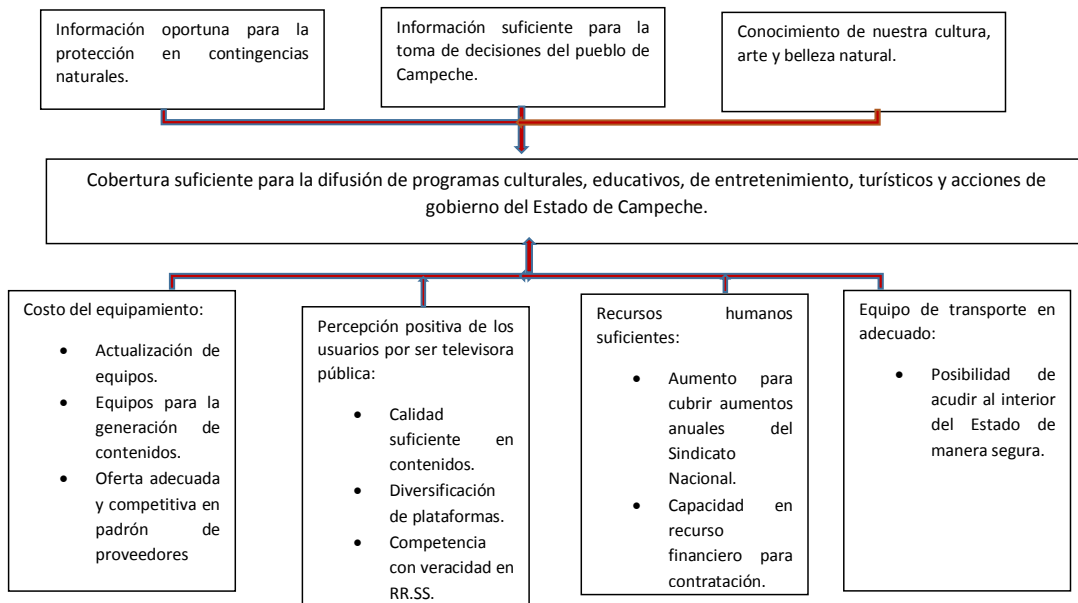 Información oportuna para la
protección en contingencias
naturales.
Información suficiente para la
toma de decisiones del pueblo de
Campeche.
Conocimiento de nuestra cultura,
arte y belleza natural.
Cobertura suficiente para la difusión de programas culturales, educativos, de entretenimiento, turísticos y acciones de
gobierno del Estado de Campeche.
Costo del equipamiento:
• Actualización de
equipos.
• Equipos para la
generación de
contenidos.
• Oferta adecuada
y competitiva en
padrón de
proveedores
Percepción positiva de los
usuarios por ser televisora
pública:
• Calidad
suficiente en
contenidos.
• Diversificación
de plataformas.
• Competencia
con veracidad en
RR.SS.
Recursos humanos
suficientes:
• Aumento para
cubrir aumentos
anuales del
Sindicato
Nacional.
• Capacidad en
recurso
financiero para
contratación.
Equipo de transporte en
adecuado:
• Posibilidad de
acudir al interior
del Estado de
manera segura.